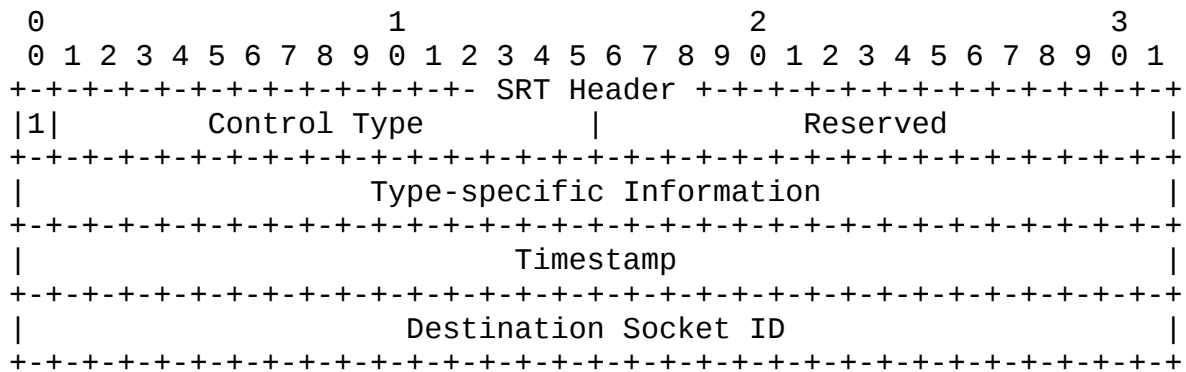 0                   1                   2                   3
 0 1 2 3 4 5 6 7 8 9 0 1 2 3 4 5 6 7 8 9 0 1 2 3 4 5 6 7 8 9 0 1
+-+-+-+-+-+-+-+-+-+-+-+-+- SRT Header +-+-+-+-+-+-+-+-+-+-+-+-+-+
|1|         Control Type        |            Reserved           |
+-+-+-+-+-+-+-+-+-+-+-+-+-+-+-+-+-+-+-+-+-+-+-+-+-+-+-+-+-+-+-+-+
|                   Type-specific Information                   |
+-+-+-+-+-+-+-+-+-+-+-+-+-+-+-+-+-+-+-+-+-+-+-+-+-+-+-+-+-+-+-+-+
|                           Timestamp                           |
+-+-+-+-+-+-+-+-+-+-+-+-+-+-+-+-+-+-+-+-+-+-+-+-+-+-+-+-+-+-+-+-+
|                     Destination Socket ID                     |
+-+-+-+-+-+-+-+-+-+-+-+-+-+-+-+-+-+-+-+-+-+-+-+-+-+-+-+-+-+-+-+-+